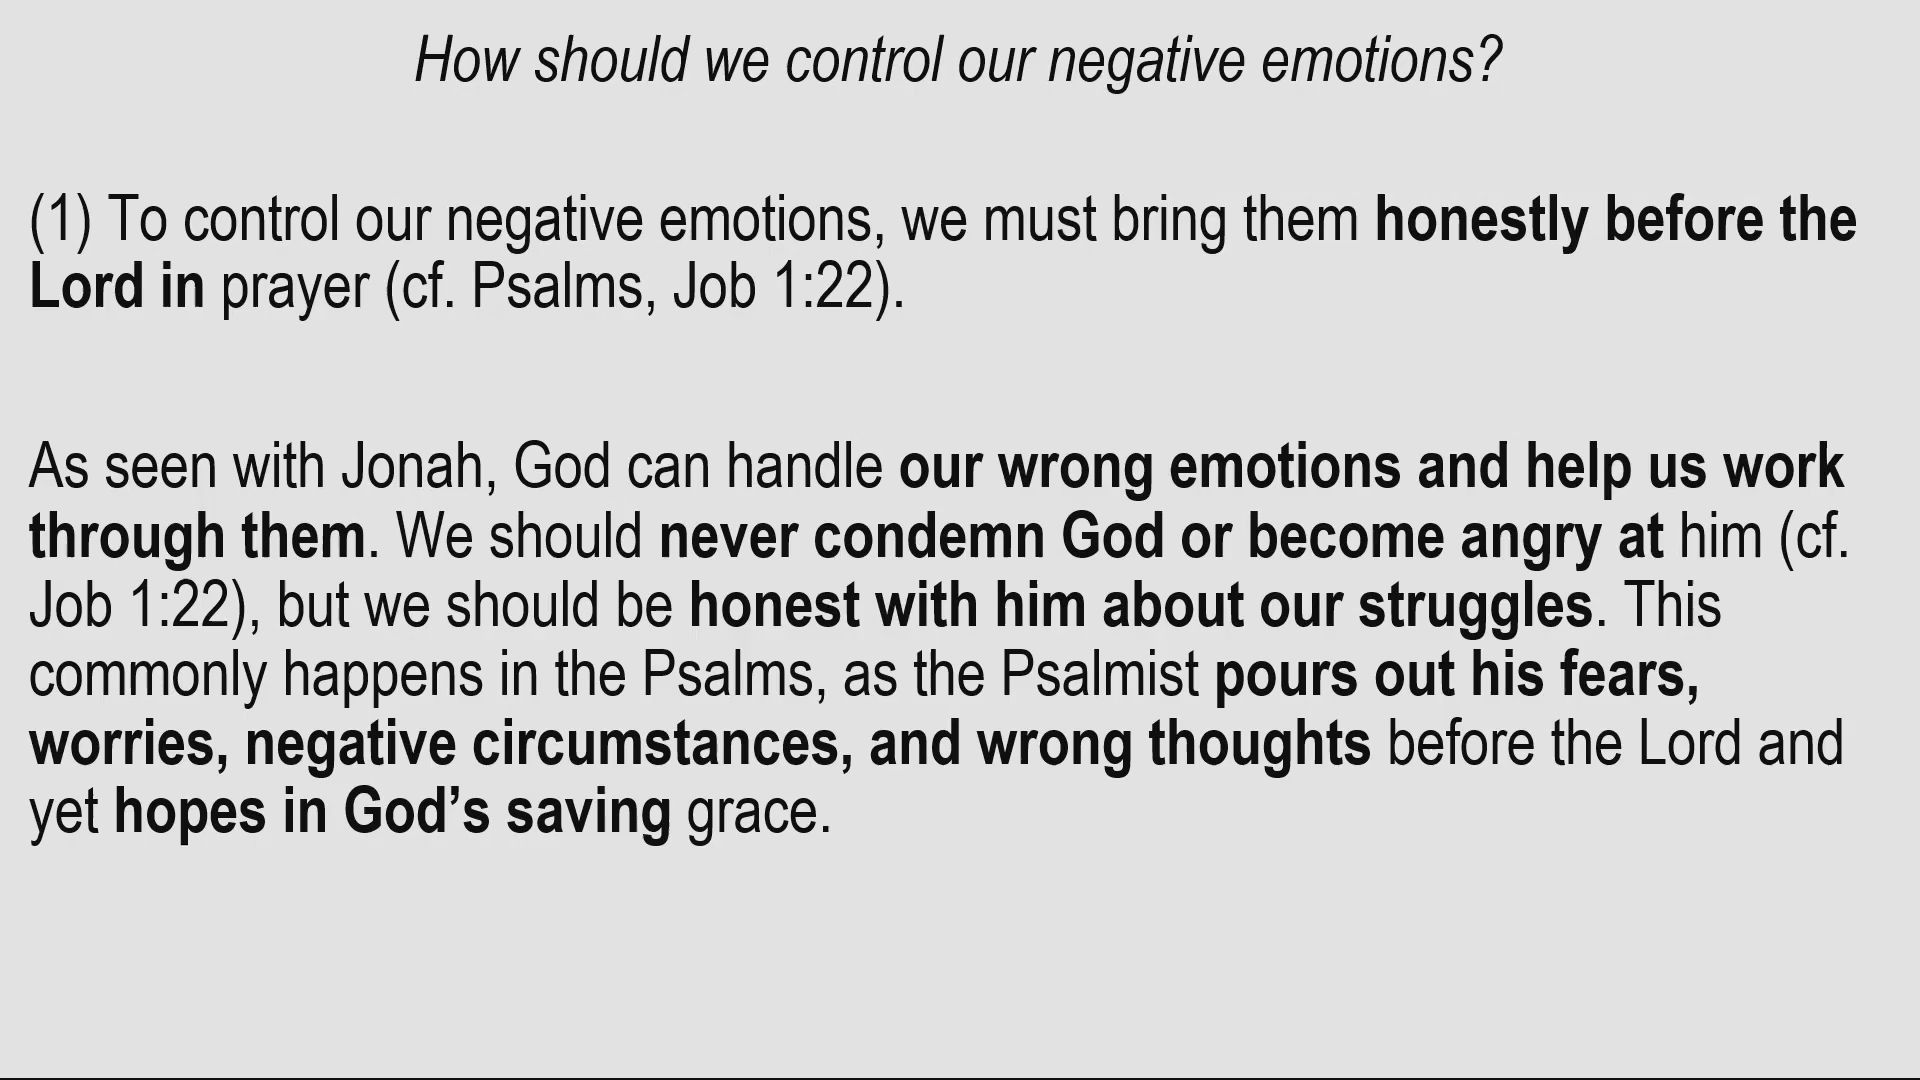 How should we control our negative emotions?
(1) To control our negative emotions, we must bring them honestly before the
Lord in prayer (cf. Psalms, Job 1:22).
As seen with Jonah, God can handle our wrong emotions and help us work
through them. We should never condemn God or become angry at him (cf.
Job 1:22), but we should be honest with him about our struggles. This
commonly happens in the Psalms, as the Psalmist pours out his fears,
worries, negative circumstances, and wrong thoughts before the Lord and
yet hopes in God’s saving grace.